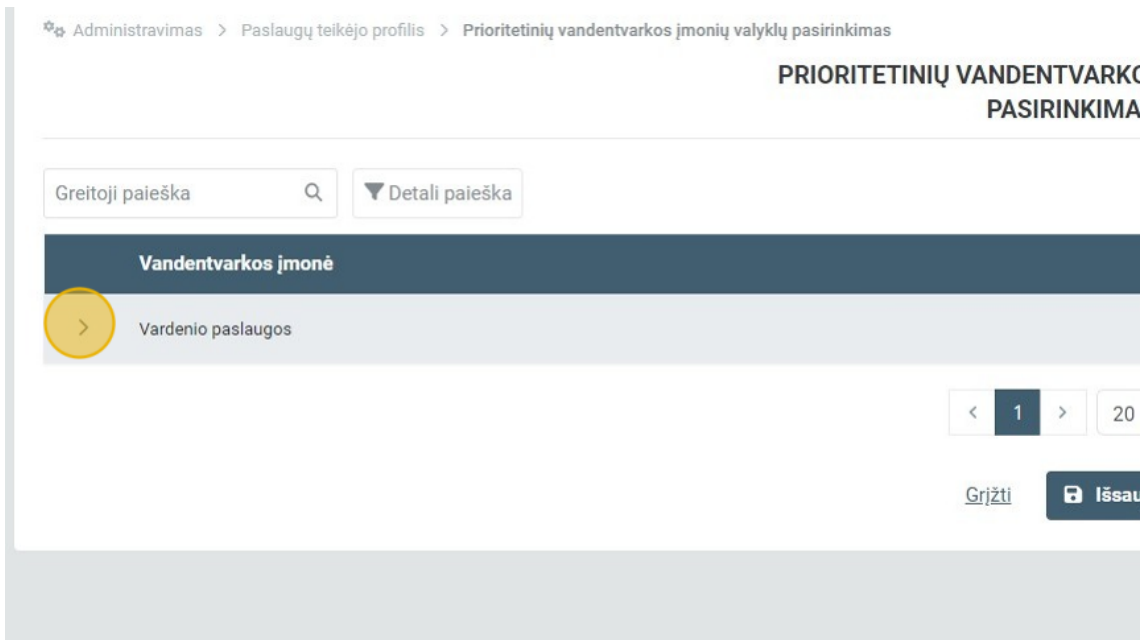 Administravimas > Paslaugų teikėjo profilis > Prioritetinių vandentvarkos įmonių valyklų pasirinkimas
PRIORITETINIŲ VANDENTVARKO
PASIRINKIMA
Greitoji paieška Detali paieška
Vandentvarkos įmonė
> Vardenio paslaugos
< 1 > 20
Grįžti Išsau